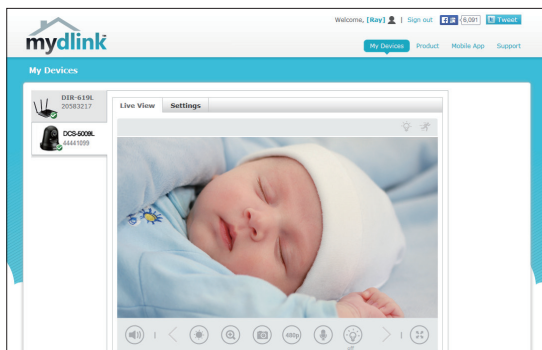 Welcome, [Ray] | Sign out 6,091 Tweet
mydlink
My Devices Product Mobile App Support
My Devices
DIR-619L
20583217
DCS-5009L
44441099
Live View Settings
480p